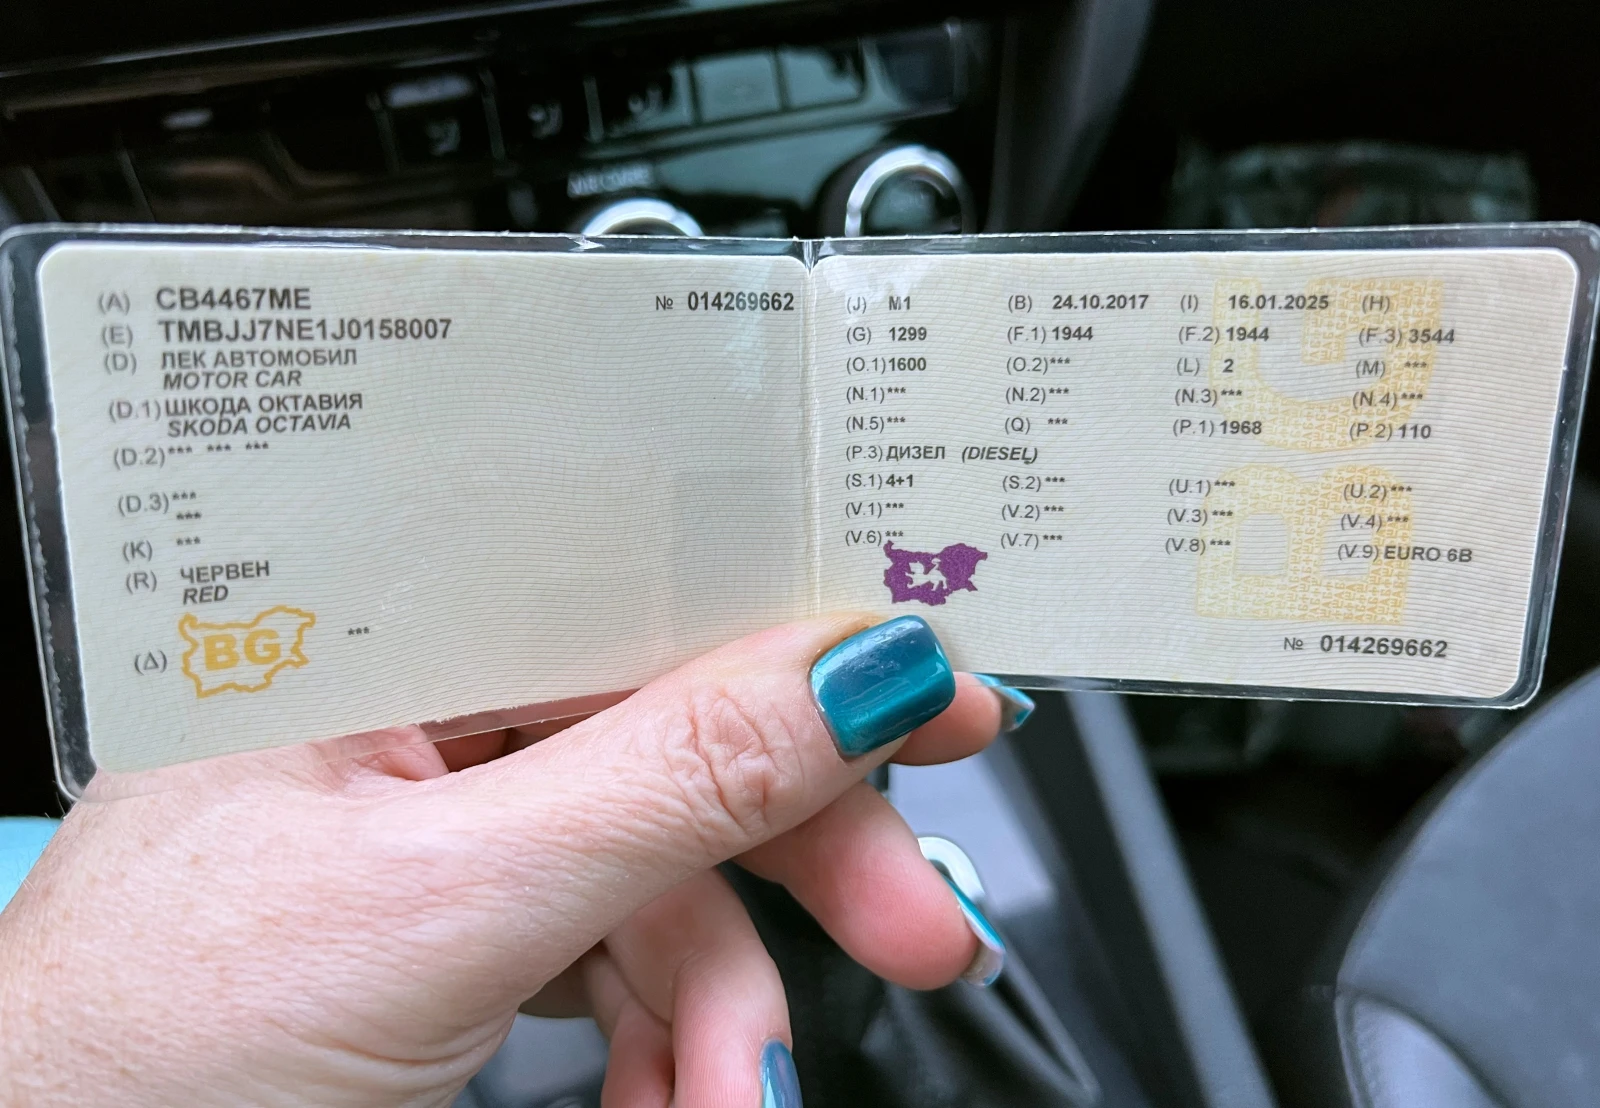 (A) CB4467ME № 014269662
(E) TMBJJ7NE1J0158007
(D) ЛЕК АВТОМОБИЛ
MOTOR CAR
(D.1) ШКОДА ОКТАВИЯ
SKODA OCTAVIA
(D.2) *** *** ***
(D.3) ***
***
(K) ***
(R) ЧЕРВЕН
RED
(Δ) BG ***
(J) M1 (B) 24.10.2017 (I) 16.01.2025 (H)
(G) 1299 (F.1) 1944 (F.2) 1944 (F.3) 3544
(O.1) 1600 (O.2) *** (L) 2 (M) ***
(N.1) *** (N.2) *** (N.3) *** (N.4) ***
(N.5) *** (Q) *** (P.1) 1968 (P.2) 110
(P.3) ДИЗЕЛ (DIESEL)
(S.1) 4+1 (S.2) *** (U.1) *** (U.2) ***
(V.1) *** (V.2) *** (V.3) *** (V.4) ***
(V.6) *** (V.7) *** (V.8) *** (V.9) EURO 6B
№ 014269662